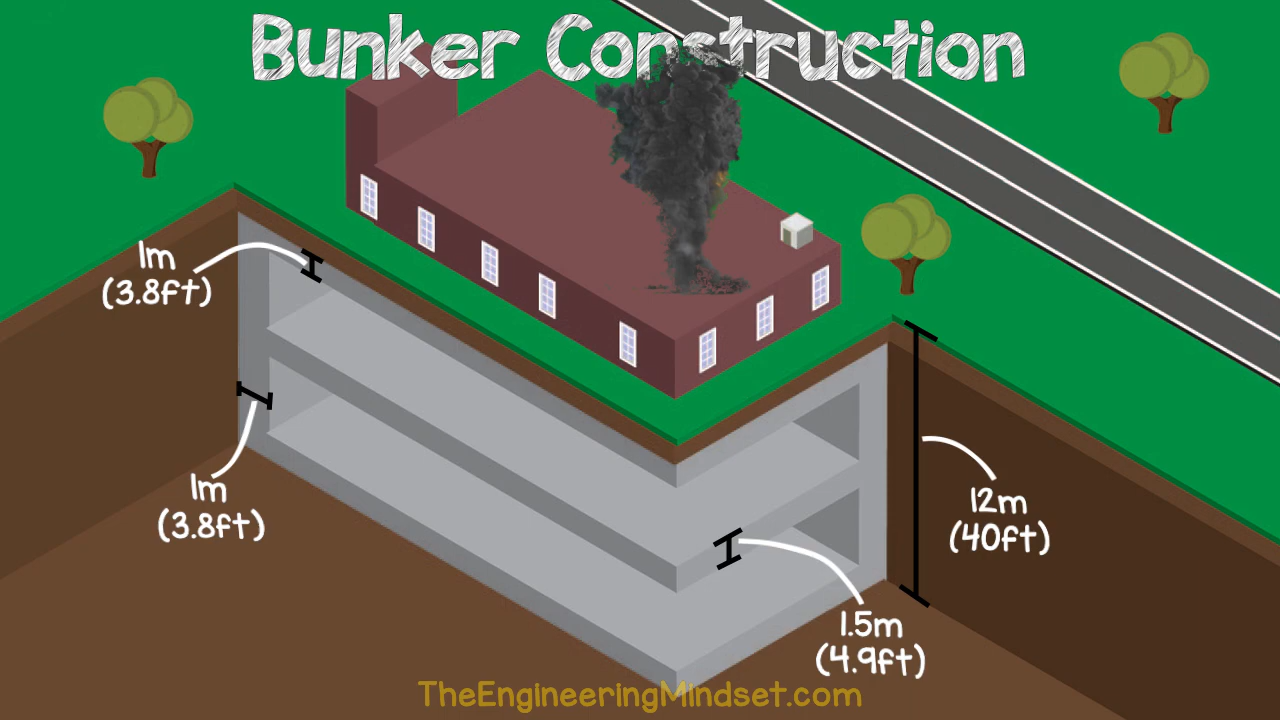 Bunker Construction
1m
(3.8ft)
1m
(3.8ft)
12m
(40ft)
1.5m
(4.9ft)
TheEngineeringMindset.com